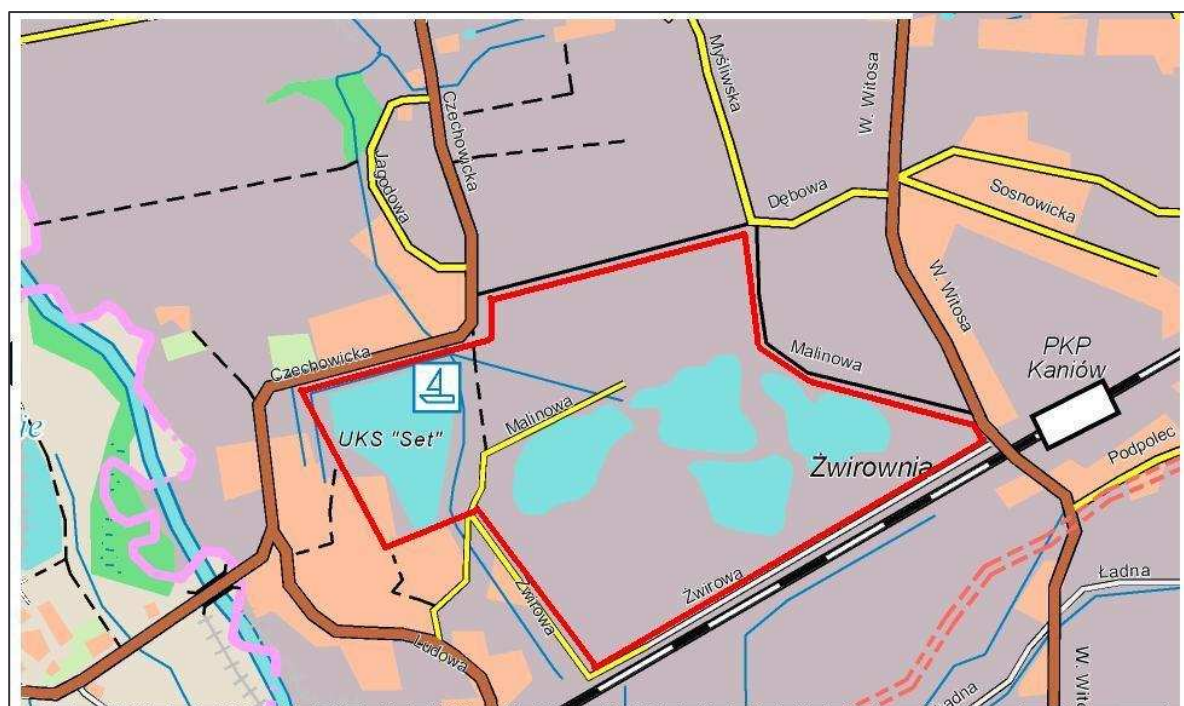 Myśliwska
W. Witosa
Czechowicka
Jagodowa
Dębowa
Sosnowicka
W. Witosa
Czechowicka
Malinowa
PKP
Kaniów
UKS "Set"
Malinowa
Żwirownia
Podpolec
Żwirowa
Żwirowa
Ładna
Ludowa
Ładna